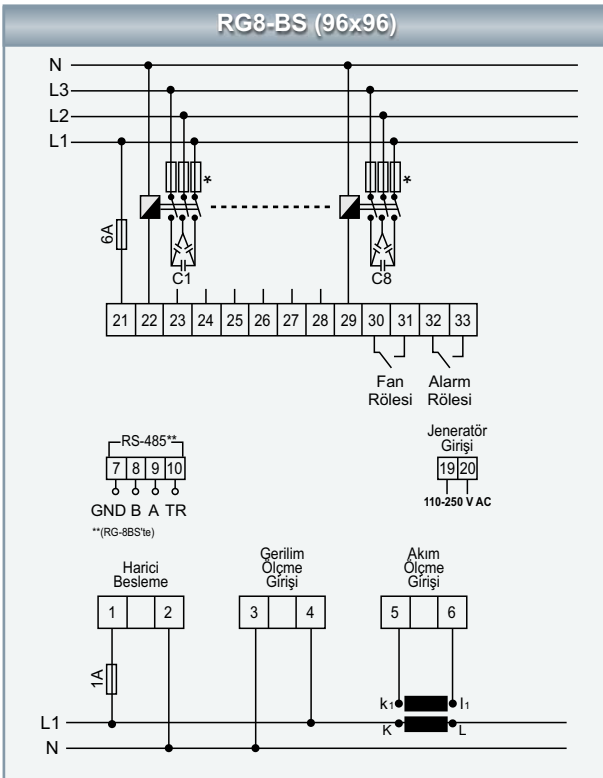 RG8-BS (96x96)
N
L3
L2
L1
6A
*
*
C1
C8
21 22 23 24 25 26 27 28 29 30 31 32 33
Fan Rölesi
Alarm Rölesi
RS-485**
7 8 9 10
GND B A TR
**(RG-8BS'te)
Jeneratör
Girişi
19 20
110-250 V AC
Harici
Besleme
1 2
Gerilim
Ölçme
Girişi
3 4
Akım
Ölçme
Girişi
5 6
1A
k1 l1
K L
L1
N